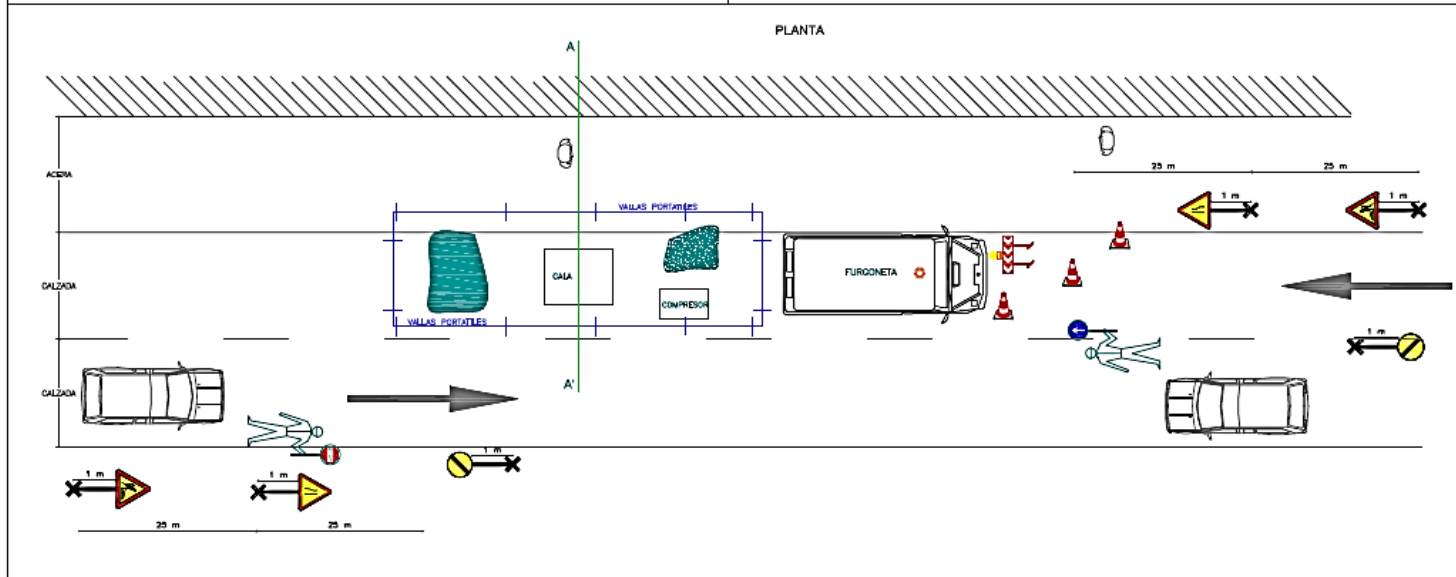 PLANTA
A
ACERA
25 m 25 m
1 m 1 m
VALLAS PORTATILES
CALZADA
CALA
COMPRESOR
FURGONETA
VALLAS PORTATILES
1 m
A'
CALZADA
1 m
1 m 1 m
25 m 25 m